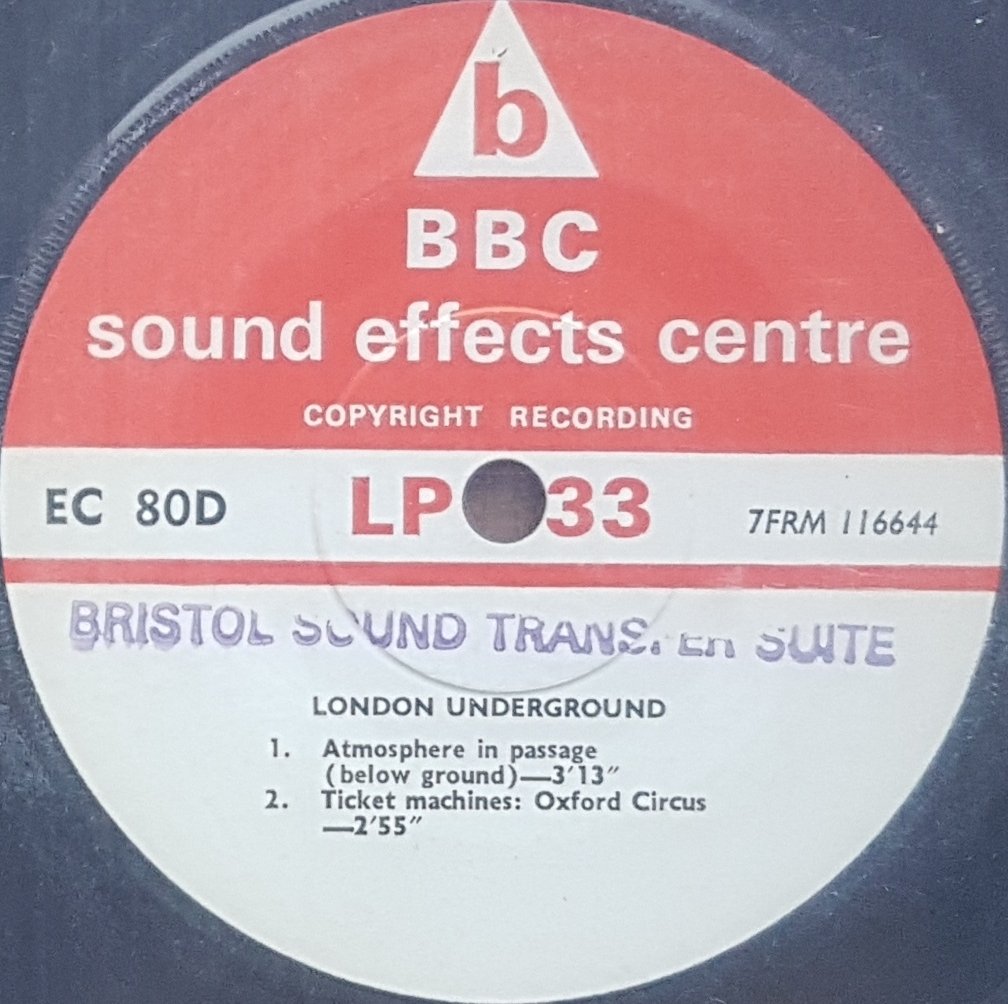 b
BBC
sound effects centre
COPYRIGHT RECORDING
EC 80D LP 33 7FRM 116644
BRISTOL SOUND TRANSFER SUITE
LONDON UNDERGROUND
1. Atmosphere in passage
(below ground)—3′13″
2. Ticket machines: Oxford Circus
—2′55″